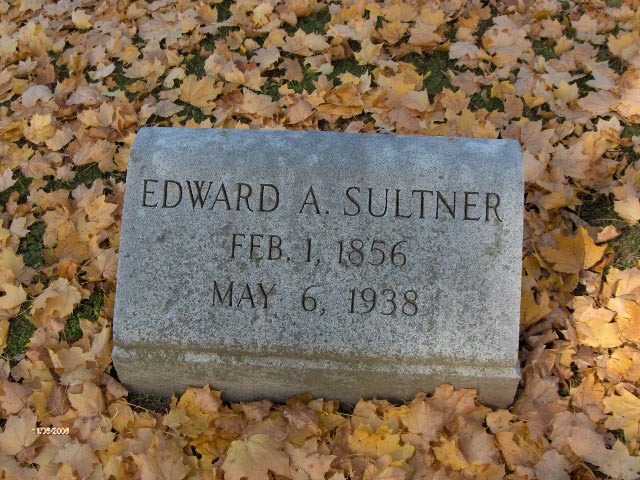 EDWARD A. SULTNER
FEB. 1, 1856
MAY 6, 1938